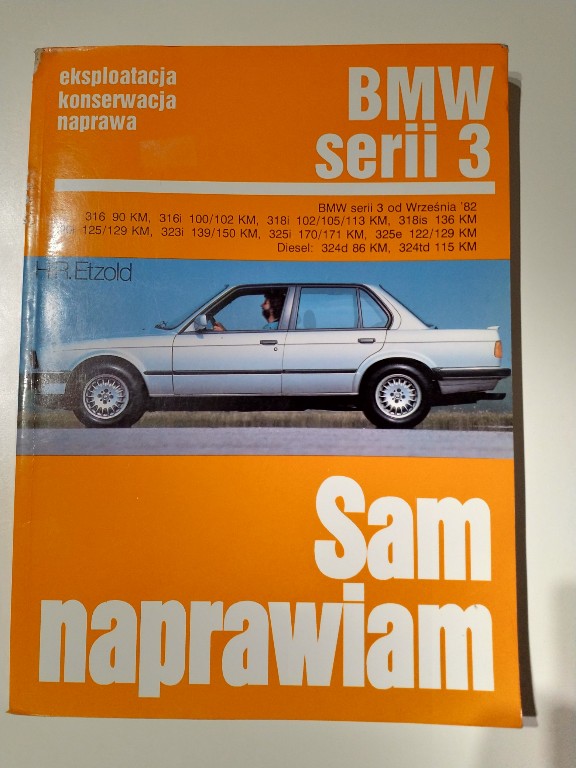 eksploatacja
konserwacja
naprawa
BMW
serii 3
BMW serii 3 od Września '82
316 90 KM, 316i 100/102 KM, 318i 102/105/113 KM, 318is 136 KM
125/129 KM, 323i 139/150 KM, 325i 170/171 KM, 325e 122/129 KM
Diesel: 324d 86 KM, 324td 115 KM
H.R. Etzold
Sam
naprawiam